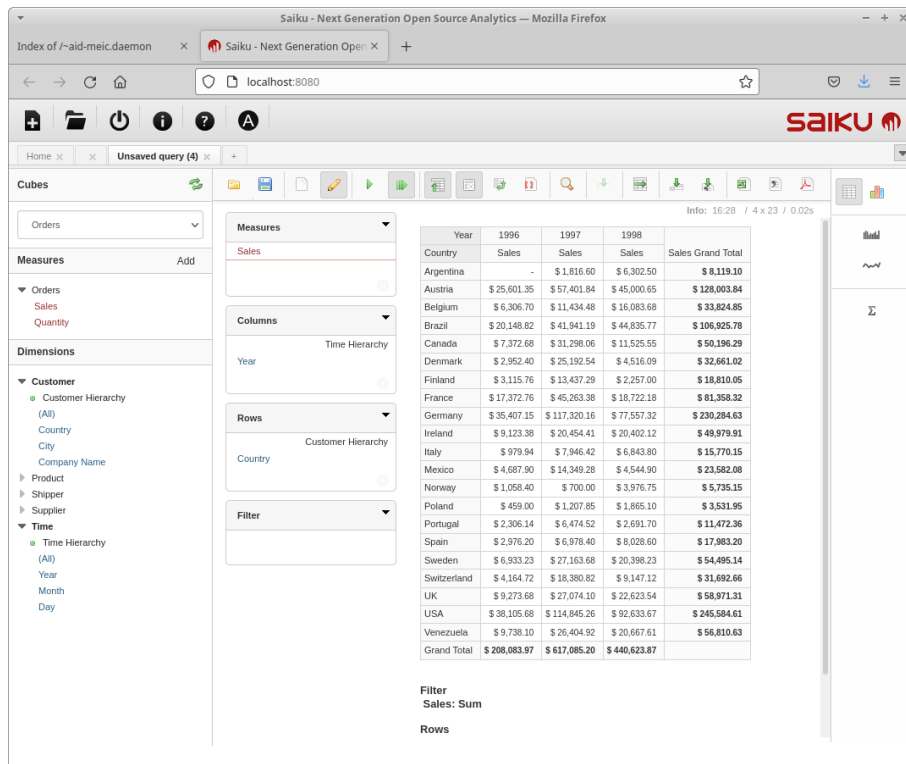 Saiku - Next Generation Open Source Analytics — Mozilla Firefox
Index of /~aid-meic.daemon
Saiku - Next Generation Open
localhost:8080
saiku
Home
Unsaved query (4)
Cubes
Orders
Measures Add
Orders
Sales
Quantity
Dimensions
Customer
Customer Hierarchy
(All)
Country
City
Company Name
Product
Shipper
Supplier
Time
Time Hierarchy
(All)
Year
Month
Day
Measures
Sales
Columns
Time Hierarchy
Year
Rows
Customer Hierarchy
Country
Filter
Info: 16:28 / 4 x 23 / 0.02s
Year 1996 1997 1998
Country Sales Sales Sales Sales Grand Total
Argentina - $ 1,816.60 $ 6,302.50 $ 8,119.10
Austria $ 25,601.35 $ 57,401.84 $ 45,000.65 $ 128,003.84
Belgium $ 6,306.70 $ 11,434.48 $ 16,083.68 $ 33,824.85
Brazil $ 20,148.82 $ 41,941.19 $ 44,835.77 $ 106,925.78
Canada $ 7,372.68 $ 31,298.06 $ 11,525.55 $ 50,196.29
Denmark $ 2,952.40 $ 25,192.54 $ 4,516.09 $ 32,661.02
Finland $ 3,115.76 $ 13,437.29 $ 2,257.00 $ 18,810.05
France $ 17,372.76 $ 45,263.38 $ 18,722.18 $ 81,358.32
Germany $ 35,407.15 $ 117,320.16 $ 77,557.32 $ 230,284.63
Ireland $ 9,123.38 $ 20,454.41 $ 20,402.12 $ 49,979.91
Italy $ 979.94 $ 7,946.42 $ 6,843.80 $ 15,770.15
Mexico $ 4,687.90 $ 14,349.28 $ 4,544.90 $ 23,582.08
Norway $ 1,058.40 $ 700.00 $ 3,976.75 $ 5,735.15
Poland $ 459.00 $ 1,207.85 $ 1,865.10 $ 3,531.95
Portugal $ 2,306.14 $ 6,474.52 $ 2,691.70 $ 11,472.36
Spain $ 2,976.20 $ 6,978.40 $ 8,028.60 $ 17,983.20
Sweden $ 6,933.23 $ 27,163.68 $ 20,398.23 $ 54,495.14
Switzerland $ 4,164.72 $ 18,380.82 $ 9,147.12 $ 31,692.66
UK $ 9,273.68 $ 27,074.10 $ 22,623.54 $ 58,971.31
USA $ 38,105.68 $ 114,845.26 $ 92,633.67 $ 245,584.61
Venezuela $ 9,738.10 $ 26,404.92 $ 20,667.61 $ 56,810.63
Grand Total $ 208,083.97 $ 617,085.20 $ 440,623.87
Filter
Sales: Sum
Rows
Σ